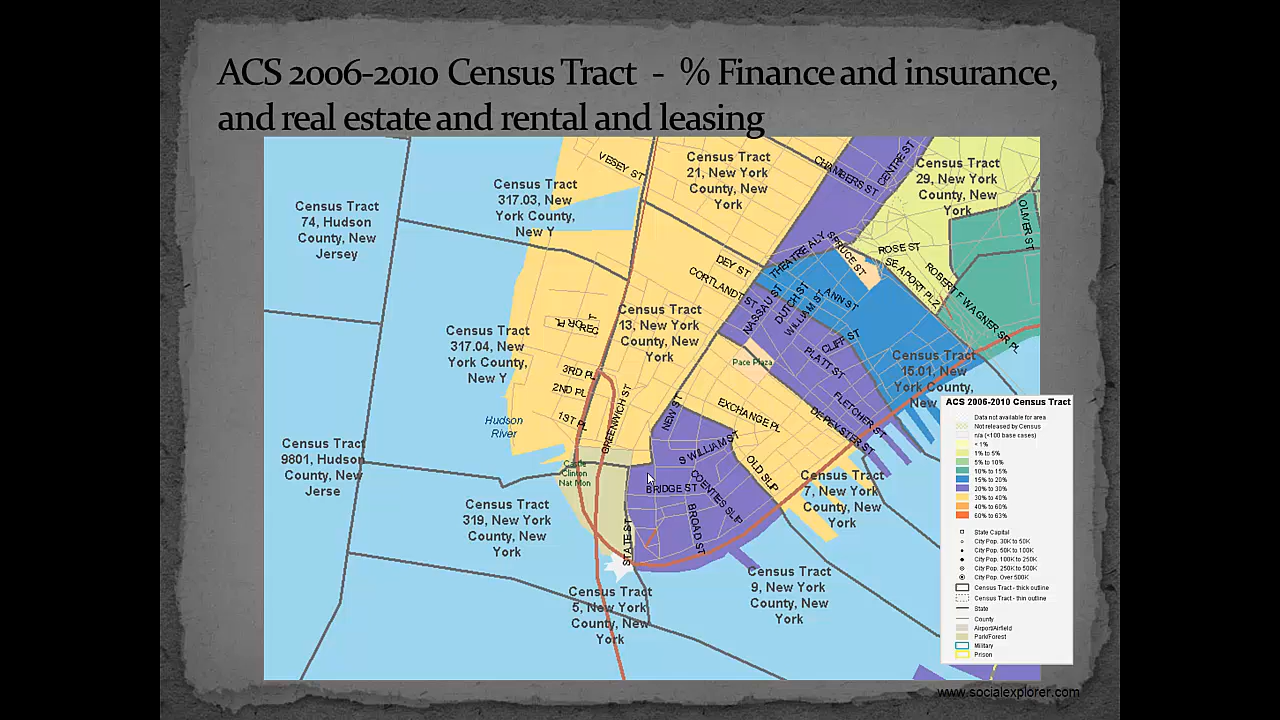 ACS 2006-2010 Census Tract - % Finance and insurance,
and real estate and rental and leasing
VESEY ST
Census Tract
21, New York
County, New
York
CHAMBERS ST
CENTRE ST
Census Tract
29, New York
County, New
York
OLIVER ST
Census Tract
317.03, New
York County,
New Y
Census Tract
74, Hudson
County, New
Jersey
THEATRE ALY
SPRUCE ST
ROSE ST
SEAPORT PLZ
ROBERT F WAGNER SR PL
DEY ST
CORTLANDT ST
NASSAU ST
DUTCH ST
WILLIAM ST
ANN ST
CLIFF ST
PLATT ST
FLETCHER ST
DEPEYSTER ST
Census Tract
13, New York
County, New
York
Census Tract
317.04, New
York County,
New Y
3RD PL
2ND PL
1ST PL
GREENWICH ST
Pace Plaza
NEW ST
EXCHANGE PL
Census Tract
15.01, New
York County,
New
Hudson
River
Census Tract
9801, Hudson
County, New
Jerse
Castle
Clinton
Nat Mon
S WILLIAM ST
BRIDGE ST
COENTIES SLIP
OLD SLIP
BROAD ST
STATE ST
Census Tract
7, New York
County, New
York
Census Tract
319, New York
County, New
York
Census Tract
5, New York
County, New
York
Census Tract
9, New York
County, New
York
ACS 2006-2010 Census Tract
Data not available for area
Not released by Census
n/a (<100 base cases)
< 1%
1% to 5%
5% to 10%
10% to 15%
15% to 20%
20% to 30%
30% to 40%
40% to 60%
60% to 63%
State Capital
City Pop. 30K to 50K
City Pop. 50K to 100K
City Pop. 100K to 250K
City Pop. 250K to 500K
City Pop. Over 500K
Census Tract - thick outline
Census Tract - thin outline
State
County
Airport/Airfield
Park/Forest
Military
Prison
www.socialexplorer.com